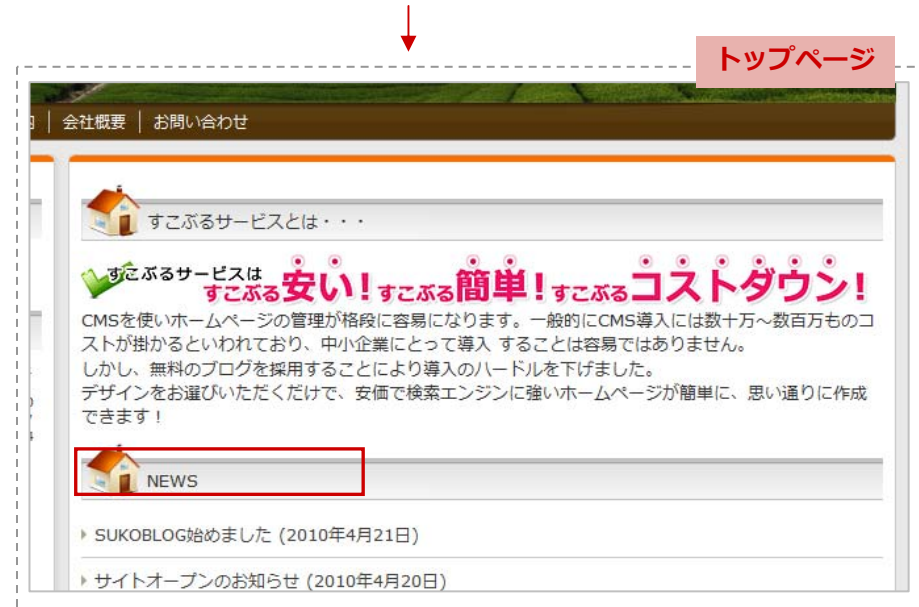 トップページ
会社概要 │ お問い合わせ
すこぶるサービスとは・・・
すこぶるサービスは
すこぶる安い!すこぶる簡単!すこぶるコストダウン!
CMSを使いホームページの管理が格段に容易になります。一般的にCMS導入には数十万～数百万ものコ
ストが掛かるといわれており、中小企業にとって導入 することは容易ではありません。
しかし、無料のブログを採用することにより導入のハードルを下げました。
デザインをお選びいただくだけで、安価で検索エンジンに強いホームページが簡単に、思い通りに作成
できます！
NEWS
SUKOBLOG始めました (2010年4月21日)
サイトオープンのお知らせ (2010年4月20日)